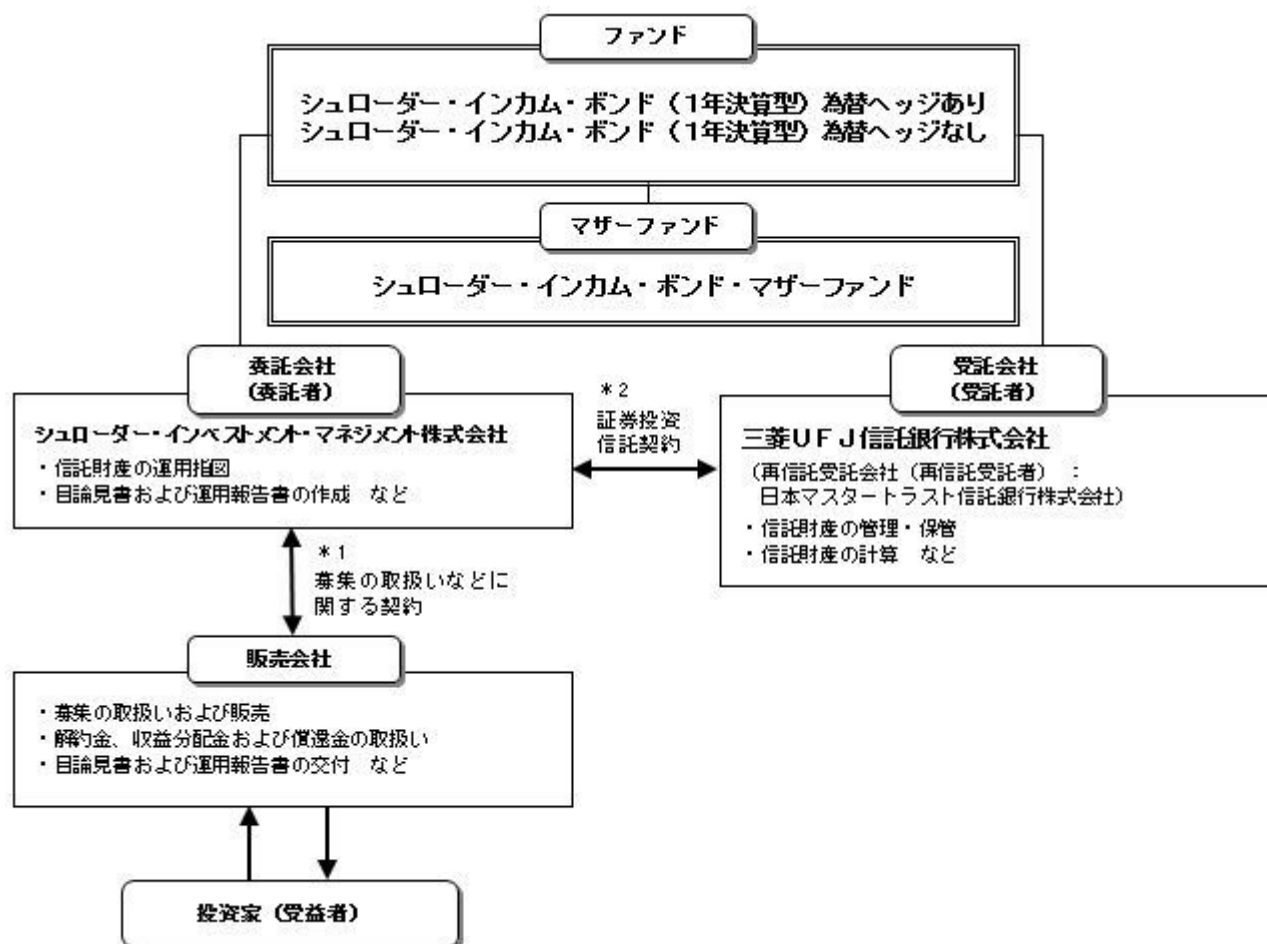 ファンド
シュローダー・インカム・ボンド（1年決算型）為替ヘッジあり
シュローダー・インカム・ボンド（1年決算型）為替ヘッジなし
マザーファンド
シュローダー・インカム・ボンド・マザーファンド
委託会社
（委託者）
シュローダー・インベストメント・マネジメント株式会社
・信託財産の運用指図
・目論見書および運用報告書の作成　など
＊2
証券投資
信託契約
受託会社
（受託者）
三菱UFJ信託銀行株式会社
（再信託受託会社（再信託受託者）　：
日本マスタートラスト信託銀行株式会社）
・信託財産の管理・保管
・信託財産の計算　など
＊1
募集の取扱いなどに
関する契約
販売会社
・募集の取扱いおよび販売
・解約金、収益分配金および償還金の取扱い
・目論見書および運用報告書の交付　など
投資家（受益者）